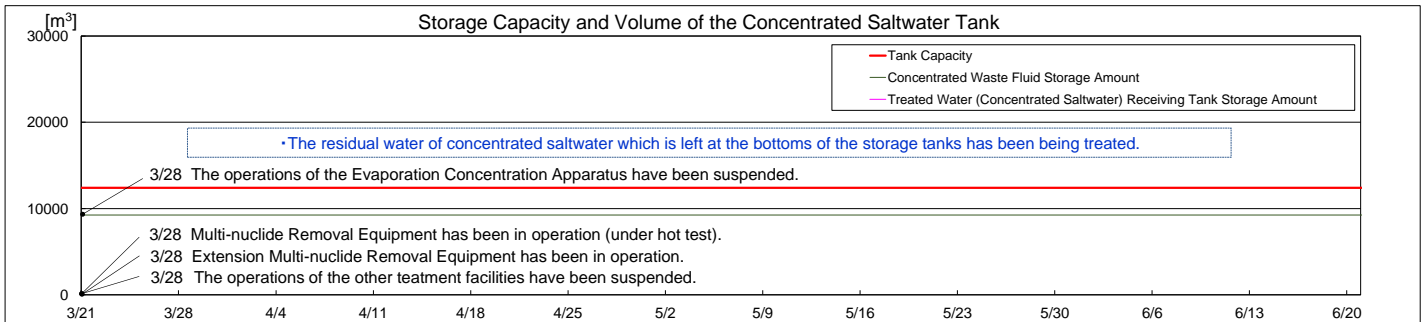 Storage Capacity and Volume of the Concentrated Saltwater Tank
[m³]
30000
20000
10000
0
Tank Capacity
Concentrated Waste Fluid Storage Amount
Treated Water (Concentrated Saltwater) Receiving Tank Storage Amount
・The residual water of concentrated saltwater which is left at the bottoms of the storage tanks has been being treated.
3/28 The operations of the Evaporation Concentration Apparatus have been suspended.
3/28 Multi-nuclide Removal Equipment has been in operation (under hot test).
3/28 Extension Multi-nuclide Removal Equipment has been in operation.
3/28 The operations of the other teatment facilities have been suspended.
3/21 3/28 4/4 4/11 4/18 4/25 5/2 5/9 5/16 5/23 5/30 6/6 6/13 6/20